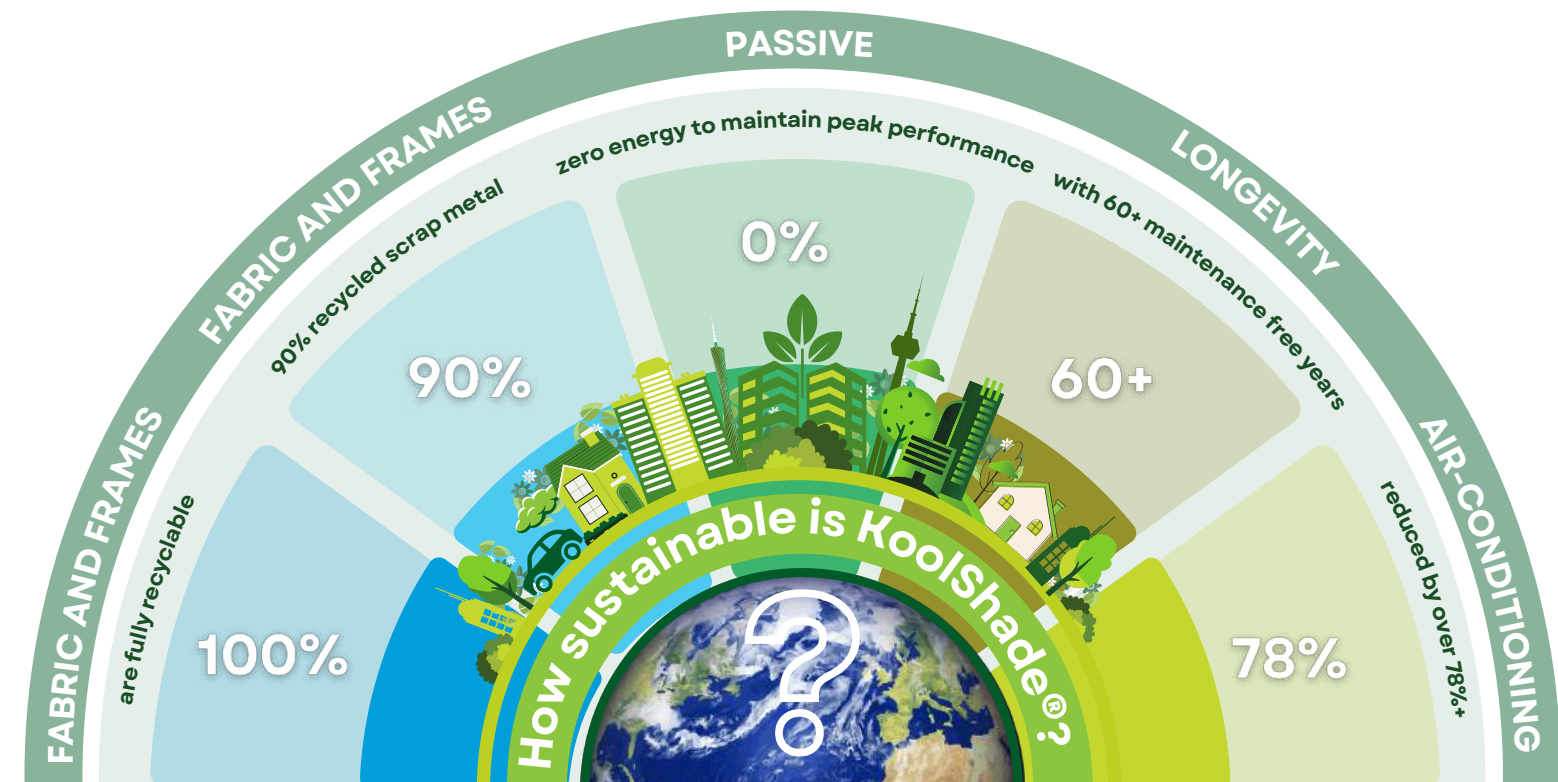 FABRIC AND FRAMES
are fully recyclable
100%
FABRIC AND FRAMES
90% recycled scrap metal
90%
PASSIVE
zero energy to maintain peak performance
0%
LONGEVITY
with 60+ maintenance free years
60+
AIR-CONDITIONING
reduced by over 78%+
78%
How sustainable is KoolShade®?
?